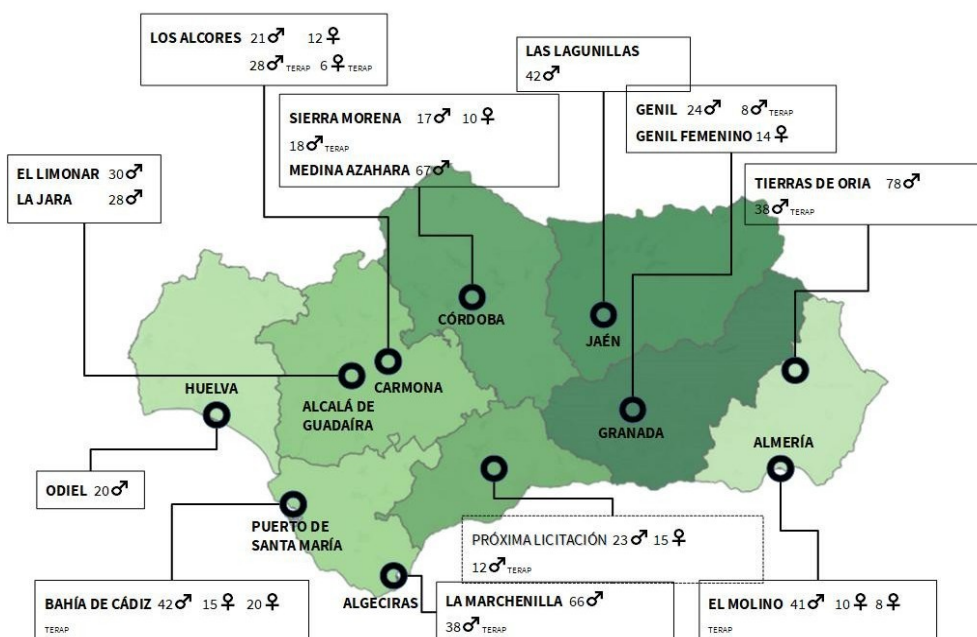 LOS ALCORES 21♂ 12♀
28♂ TERAP 6♀ TERAP
LAS LAGUNILLAS
42♂
SIERRA MORENA 17♂ 10♀
18♂ TERAP
MEDINA AZAHARA 67♂
GENIL 24♂ 8♂ TERAP
GENIL FEMENINO 14♀
EL LIMONAR 30♂
LA JARA 28♂
TIERRAS DE ORIA 78♂
38♂ TERAP
CÓRDOBA
JAÉN
HUELVA
CARMONA
ALCALÁ DE
GUADAÍRA
GRANADA
ALMERÍA
ODIEL 20♂
PUERTO DE
SANTA MARÍA
PRÓXIMA LICITACIÓN 23♂ 15♀
12♂ TERAP
BAHÍA DE CÁDIZ 42♂ 15♀ 20♀
TERAP
ALGECIRAS
LA MARCHENILLA 66♂
38♂ TERAP
EL MOLINO 41♂ 10♀ 8♀
TERAP